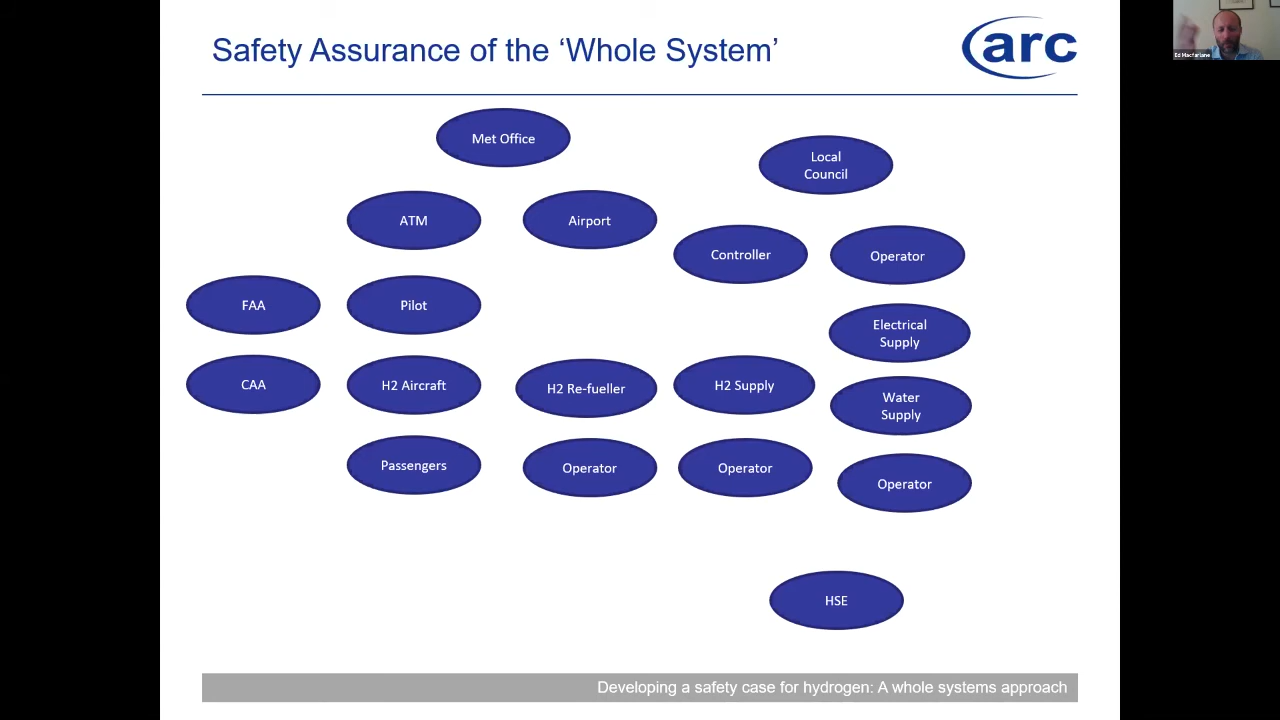 Safety Assurance of the ‘Whole System’
arc
Ed Macfarlane
Met Office
Local
Council
ATM
Airport
Controller
Operator
FAA
Pilot
Electrical
Supply
CAA
H2 Aircraft
H2 Re-fueller
H2 Supply
Water
Supply
Passengers
Operator
Operator
Operator
HSE
Developing a safety case for hydrogen: A whole systems approach